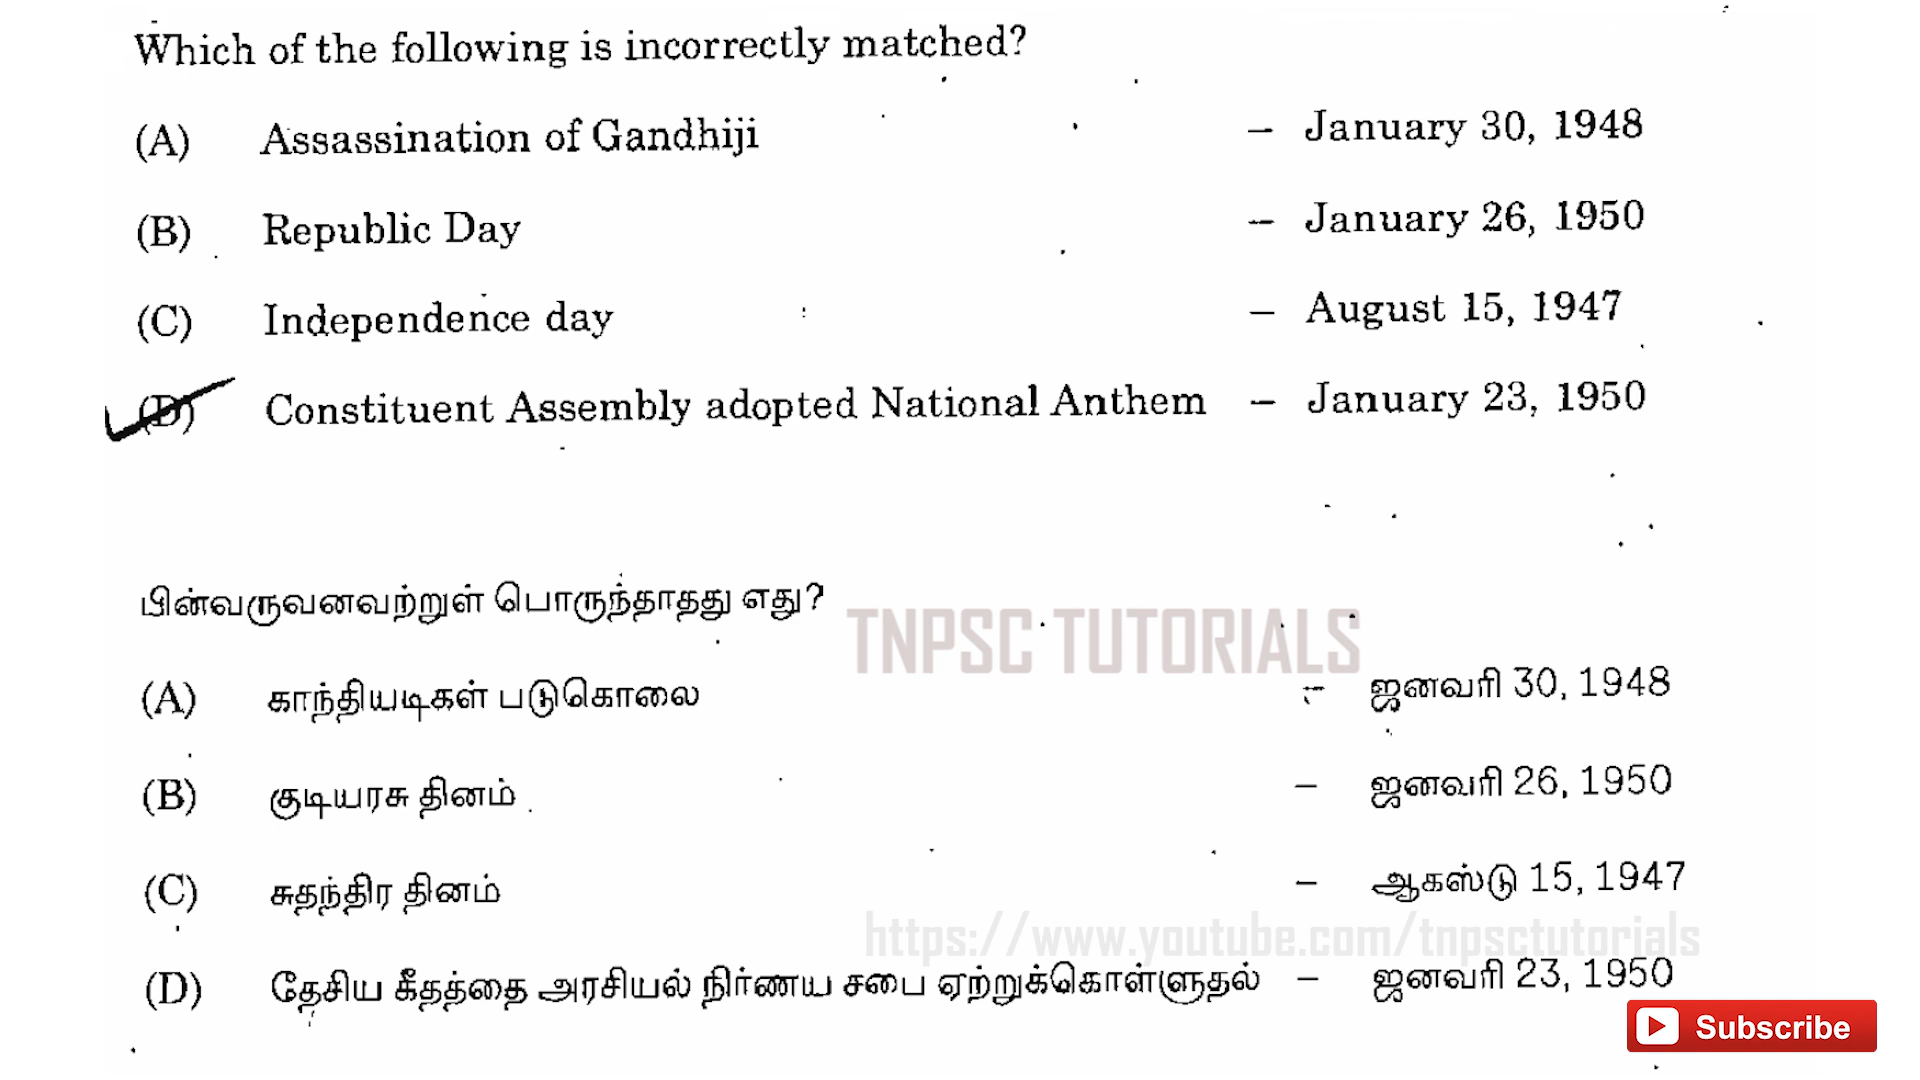 Which of the following is incorrectly matched?
(A) Assassination of Gandhiji – January 30, 1948
(B) Republic Day – January 26, 1950
(C) Independence day – August 15, 1947
(D) Constituent Assembly adopted National Anthem – January 23, 1950
பின்வருவனவற்றுள் பொருந்தாதது எது?
TNPSC TUTORIALS
(A) காந்தியடிகள் படுகொலை – ஜனவரி 30, 1948
(B) குடியரசு தினம் – ஜனவரி 26, 1950
(C) சுதந்திர தினம் – ஆகஸ்டு 15, 1947
https://www.youtube.com/tnpsctutorials
(D) தேசிய கீதத்தை அரசியல் நிர்ணய சபை ஏற்றுக்கொள்ளுதல் – ஜனவரி 23, 1950
Subscribe